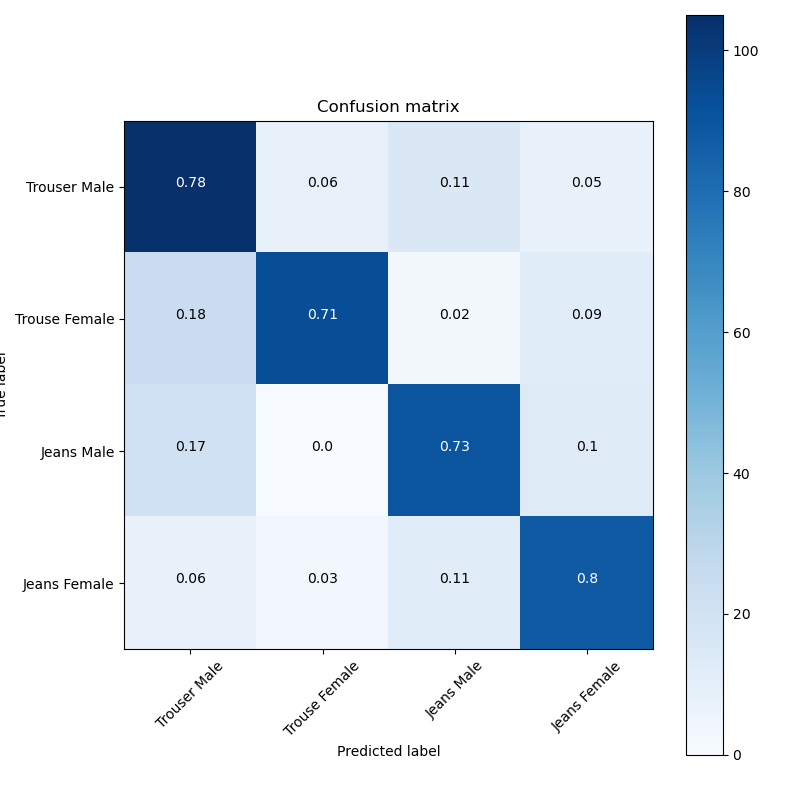 Confusion matrix
Trouser Male 0.78 0.06 0.11 0.05
Trouse Female 0.18 0.71 0.02 0.09
Jeans Male 0.17 0.0 0.73 0.1
Jeans Female 0.06 0.03 0.11 0.8
Trouser Male
Trouse Female
Jeans Male
Jeans Female
Predicted label
100
80
60
40
20
0